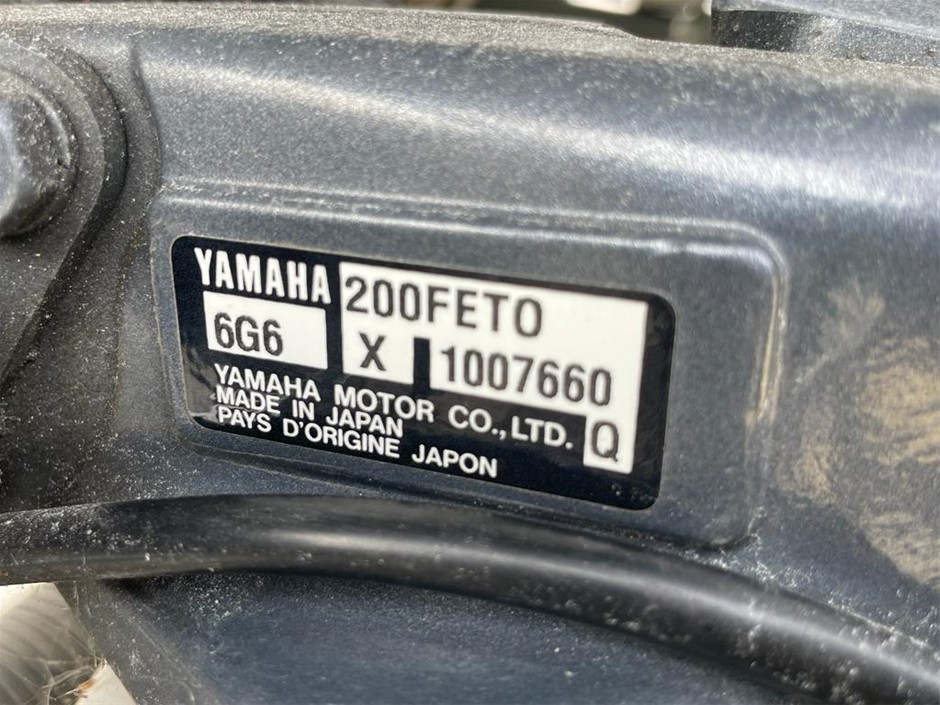 YAMAHA 200FETO
6G6 X 1007660
YAMAHA MOTOR CO., LTD. Q
MADE IN JAPAN
PAYS D'ORIGINE JAPON